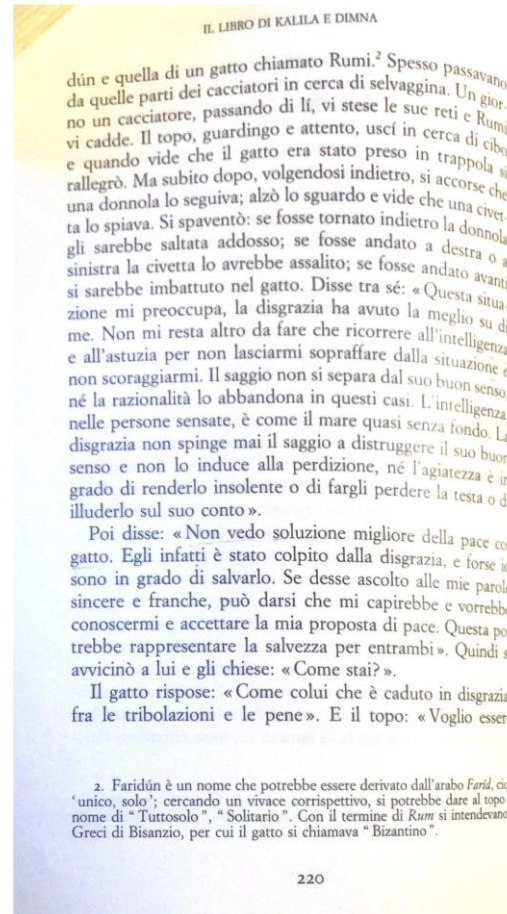 IL LIBRO DI KALILA E DIMNA
dún e quella di un gatto chiamato Rumi.² Spesso passavano
da quelle parti dei cacciatori in cerca di selvaggina. Un gior-
no un cacciatore, passando di lí, vi stese le sue reti e Rumi
vi cadde. Il topo, guardingo e attento, uscí in cerca di cibo
e quando vide che il gatto era stato preso in trappola si
rallegrò. Ma subito dopo, volgendosi indietro, si accorse che
una donnola lo seguiva; alzò lo sguardo e vide che una civet-
ta lo spiava. Si spaventò: se fosse tornato indietro la donnola
gli sarebbe saltata addosso; se fosse andato a destra o a
sinistra la civetta lo avrebbe assalito; se fosse andato avanti
si sarebbe imbattuto nel gatto. Disse tra sé: «Questa situa-
zione mi preoccupa, la disgrazia ha avuto la meglio su di
me. Non mi resta altro da fare che ricorrere all'intelligenza
e all'astuzia per non lasciarmi sopraffare dalla situazione e
non scoraggiarmi. Il saggio non si separa dal suo buon senso,
né la razionalità lo abbandona in questi casi. L'intelligenza,
nelle persone sensate, è come il mare quasi senza fondo. La
disgrazia non spinge mai il saggio a distruggere il suo buon
senso e non lo induce alla perdizione, né l'agiatezza è in
grado di renderlo insolente o di fargli perdere la testa o d
illuderlo sul suo conto».
Poi disse: «Non vedo soluzione migliore della pace co
gatto. Egli infatti è stato colpito dalla disgrazia, e forse io
sono in grado di salvarlo. Se desse ascolto alle mie parole
sincere e franche, può darsi che mi capirebbe e vorrebbe
conoscermi e accettare la mia proposta di pace. Questa po
trebbe rappresentare la salvezza per entrambi». Quindi s
avvicinò a lui e gli chiese: «Come stai?».
Il gatto rispose: «Come colui che è caduto in disgrazia
fra le tribolazioni e le pene». E il topo: «Voglio esser
2. Faridún è un nome che potrebbe essere derivato dall'arabo Faríd, cio
'unico, solo'; cercando un vivace corrispettivo, si potrebbe dare al topo
nome di "Tuttosolo", "Solitario". Con il termine di Rum si intendevano
Greci di Bisanzio, per cui il gatto si chiamava "Bizantino".
220